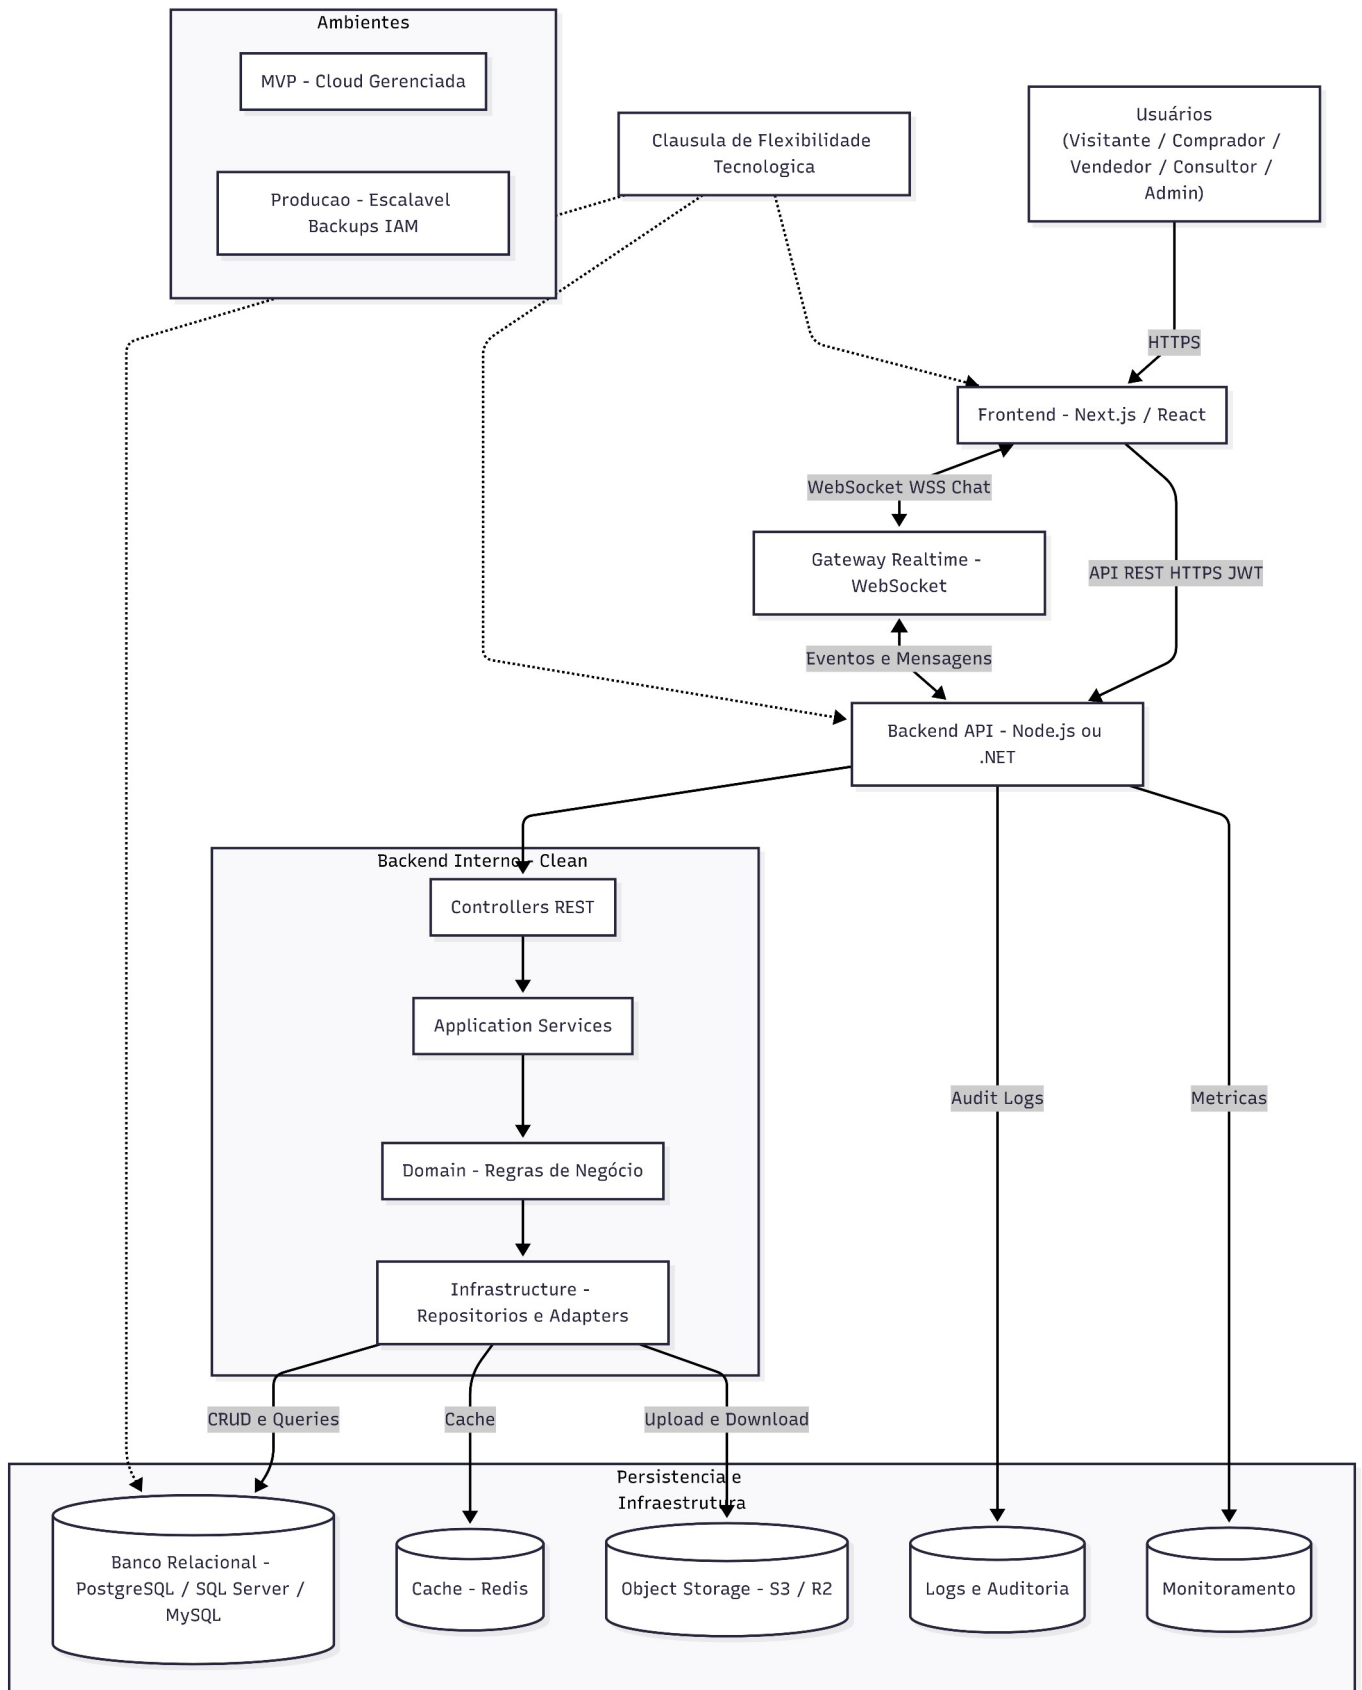 Ambientes
MVP - Cloud Gerenciada
Producao - Escalavel
Backups IAM
Clausula de Flexibilidade
Tecnologica
Usuários
(Visitante / Comprador /
Vendedor / Consultor /
Admin)
HTTPS
Frontend - Next.js / React
WebSocket WSS Chat
Gateway Realtime -
WebSocket
API REST HTTPS JWT
Eventos e Mensagens
Backend API - Node.js ou
.NET
Backend Interno - Clean
Controllers REST
Application Services
Domain - Regras de Negócio
Infrastructure -
Repositorios e Adapters
Audit Logs
Metricas
CRUD e Queries
Cache
Upload e Download
Persistencia e
Infraestrutura
Banco Relacional -
PostgreSQL / SQL Server /
MySQL
Cache - Redis
Object Storage - S3 / R2
Logs e Auditoria
Monitoramento